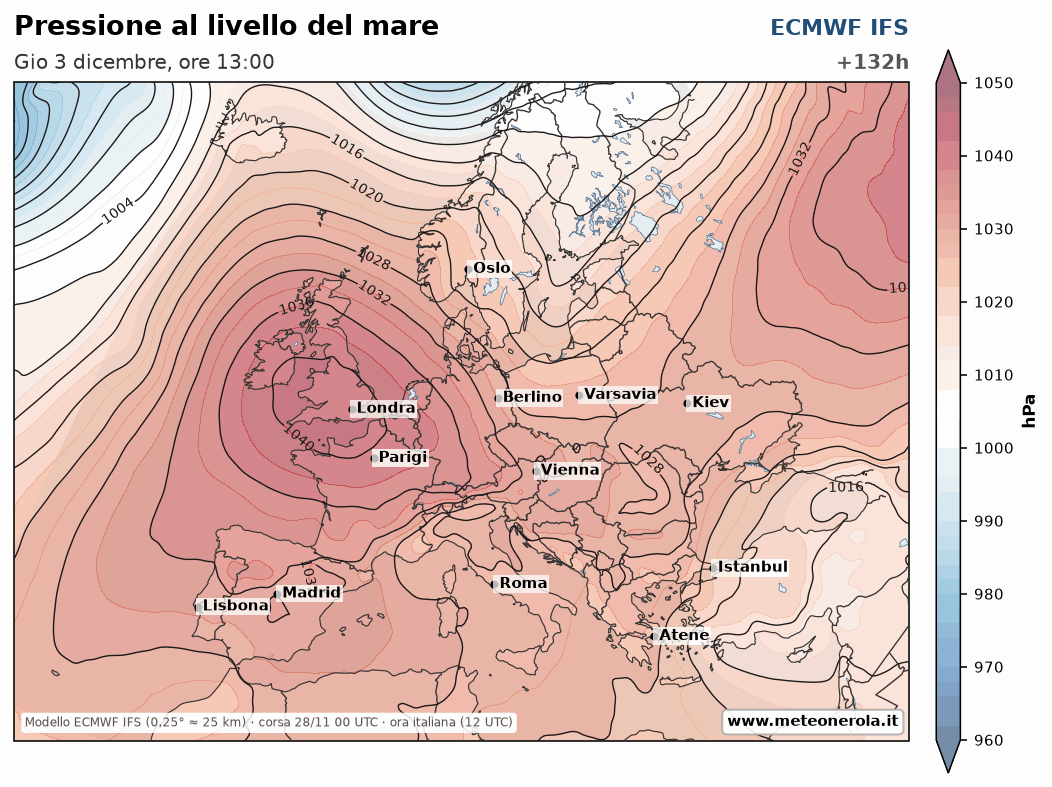 Pressione al livello del mare
ECMWF IFS
Gio 3 dicembre, ore 13:00
+132h
1050
1040
1030
1020
1010
1000
990
980
970
960
hPa
1004
1016
1020
1028
1032
1032
1040
1028
1016
Oslo
Londra
Berlino
Varsavia
Kiev
Parigi
Vienna
Istanbul
Roma
Madrid
Lisbona
Atene
Modello ECMWF IFS (0,25° ≈ 25 km) · corsa 28/11 00 UTC · ora italiana (12 UTC)
www.meteonerola.it